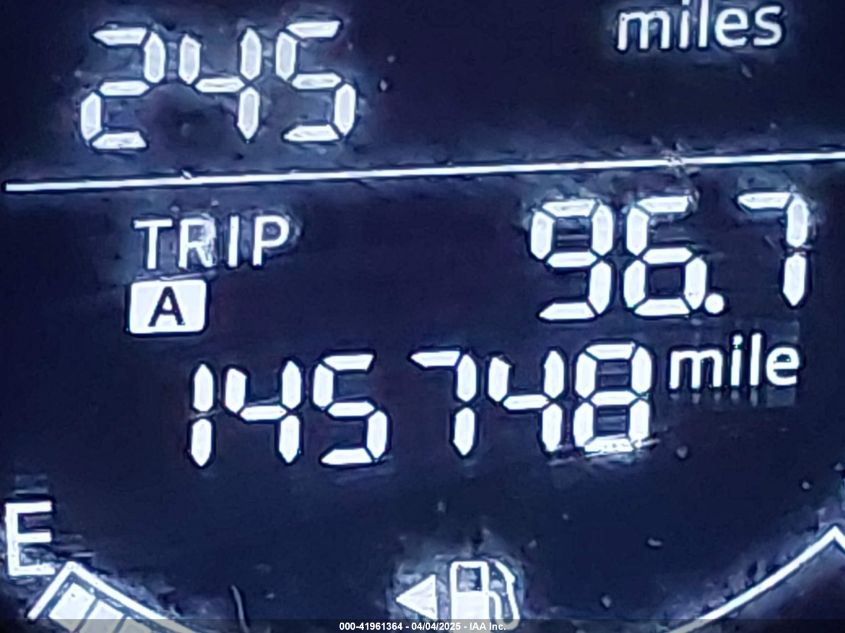 245 miles
TRIP 96.7
A
145748 mile
E
000-41961364 - 04/04/2025 - IAA Inc.